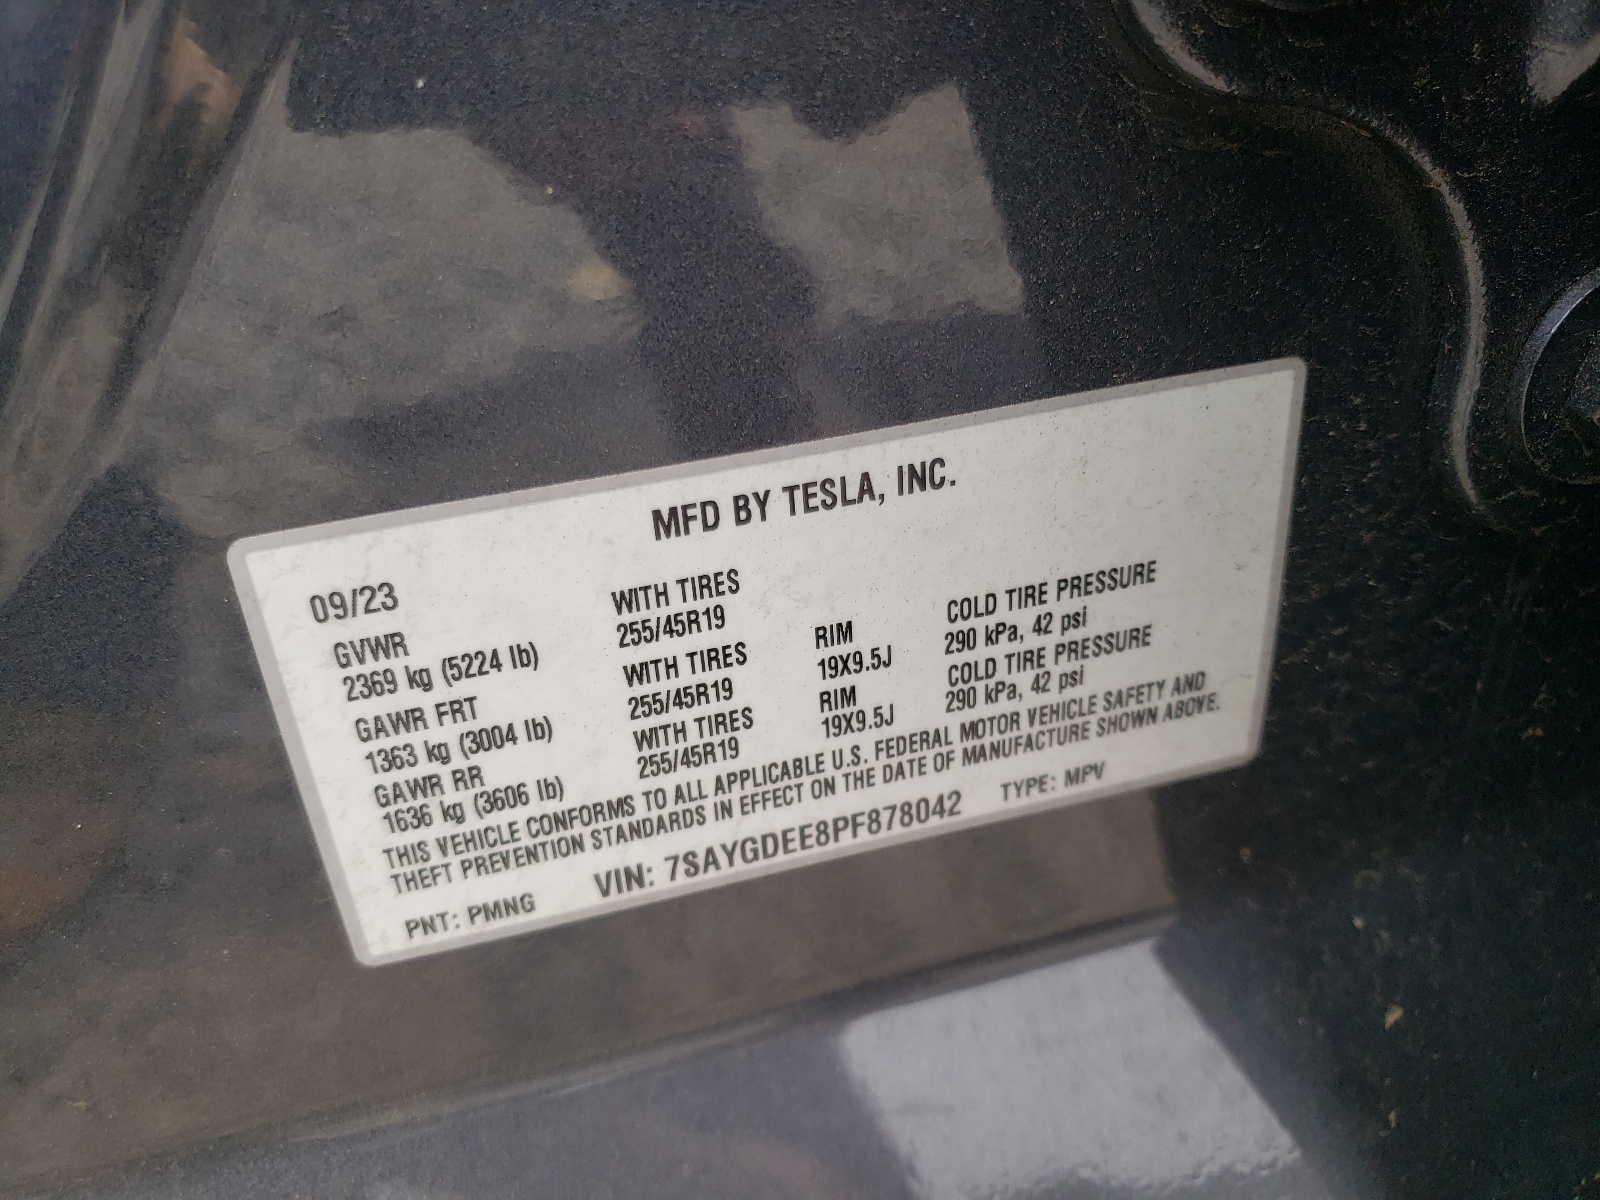 MFD BY TESLA, INC.
09/23
GVWR WITH TIRES
2369 kg (5224 lb) 255/45R19
GAWR FRT WITH TIRES RIM COLD TIRE PRESSURE
1363 kg (3004 lb) 255/45R19 19X9.5J 290 kPa, 42 psi
GAWR RR WITH TIRES RIM COLD TIRE PRESSURE
1636 kg (3606 lb) 255/45R19 19X9.5J 290 kPa, 42 psi
THIS VEHICLE CONFORMS TO ALL APPLICABLE U.S. FEDERAL MOTOR VEHICLE SAFETY AND
THEFT PREVENTION STANDARDS IN EFFECT ON THE DATE OF MANUFACTURE SHOWN ABOVE.
PNT: PMNG VIN: 7SAYGDEE8PF878042 TYPE: MPV